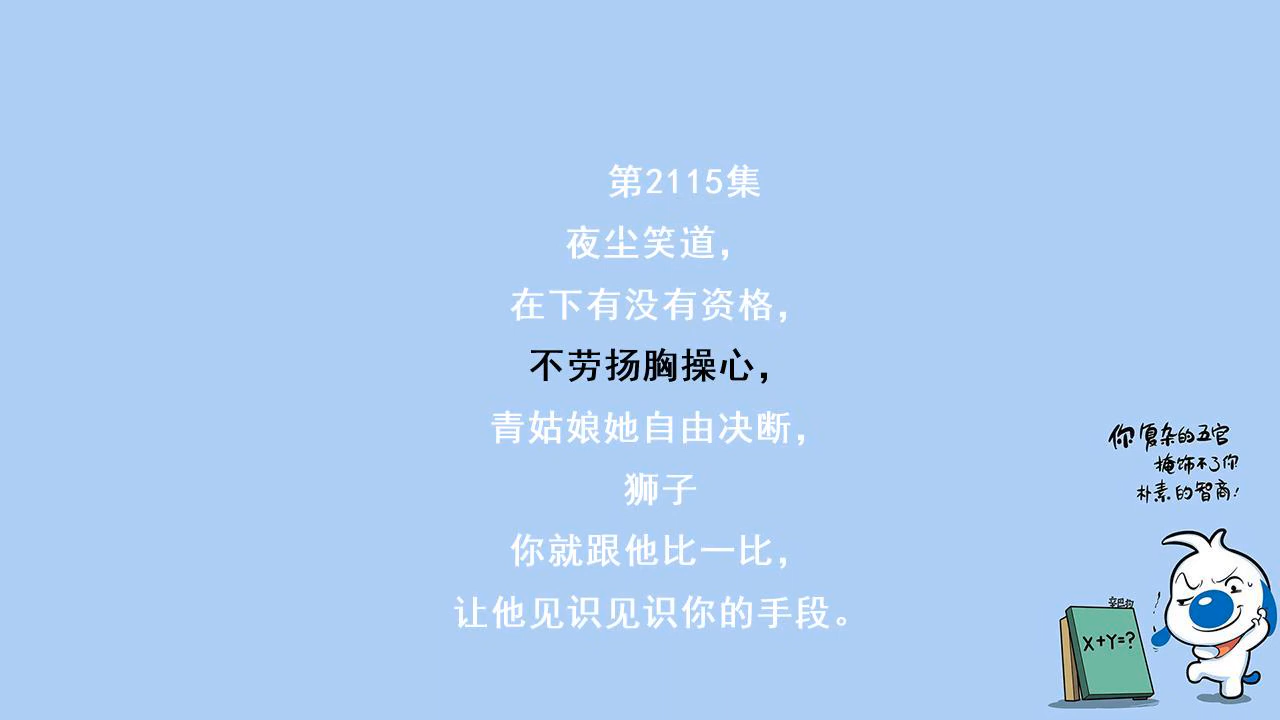 第2115集
夜尘笑道，
在下有没有资格，
不劳扬胸操心，
青姑娘她自由决断，
狮子
你就跟他比一比，
让他见识见识你的手段。
你复杂的五官
掩饰不了你
朴素的智商！
X+Y=?